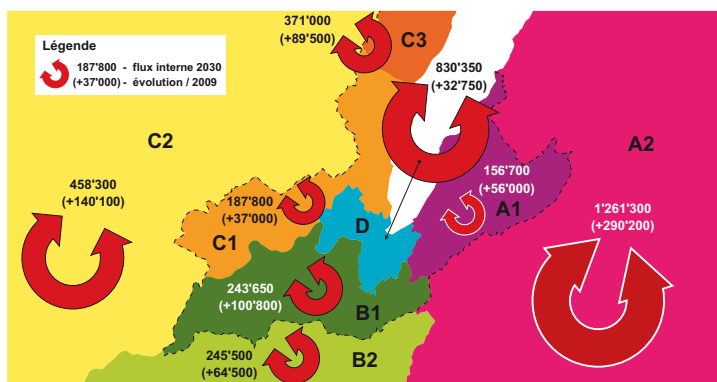 Légende
187'800 - flux interne 2030
(+37'000) - évolution / 2009
371'000
(+89'500)
C3
830'350
(+32'750)
C2
A2
458'300
(+140'100)
187'800
(+37'000)
156'700
(+56'000)
A1
D
C1
1'261'300
(+290'200)
243'650
(+100'800)
B1
245'500
(+64'500)
B2